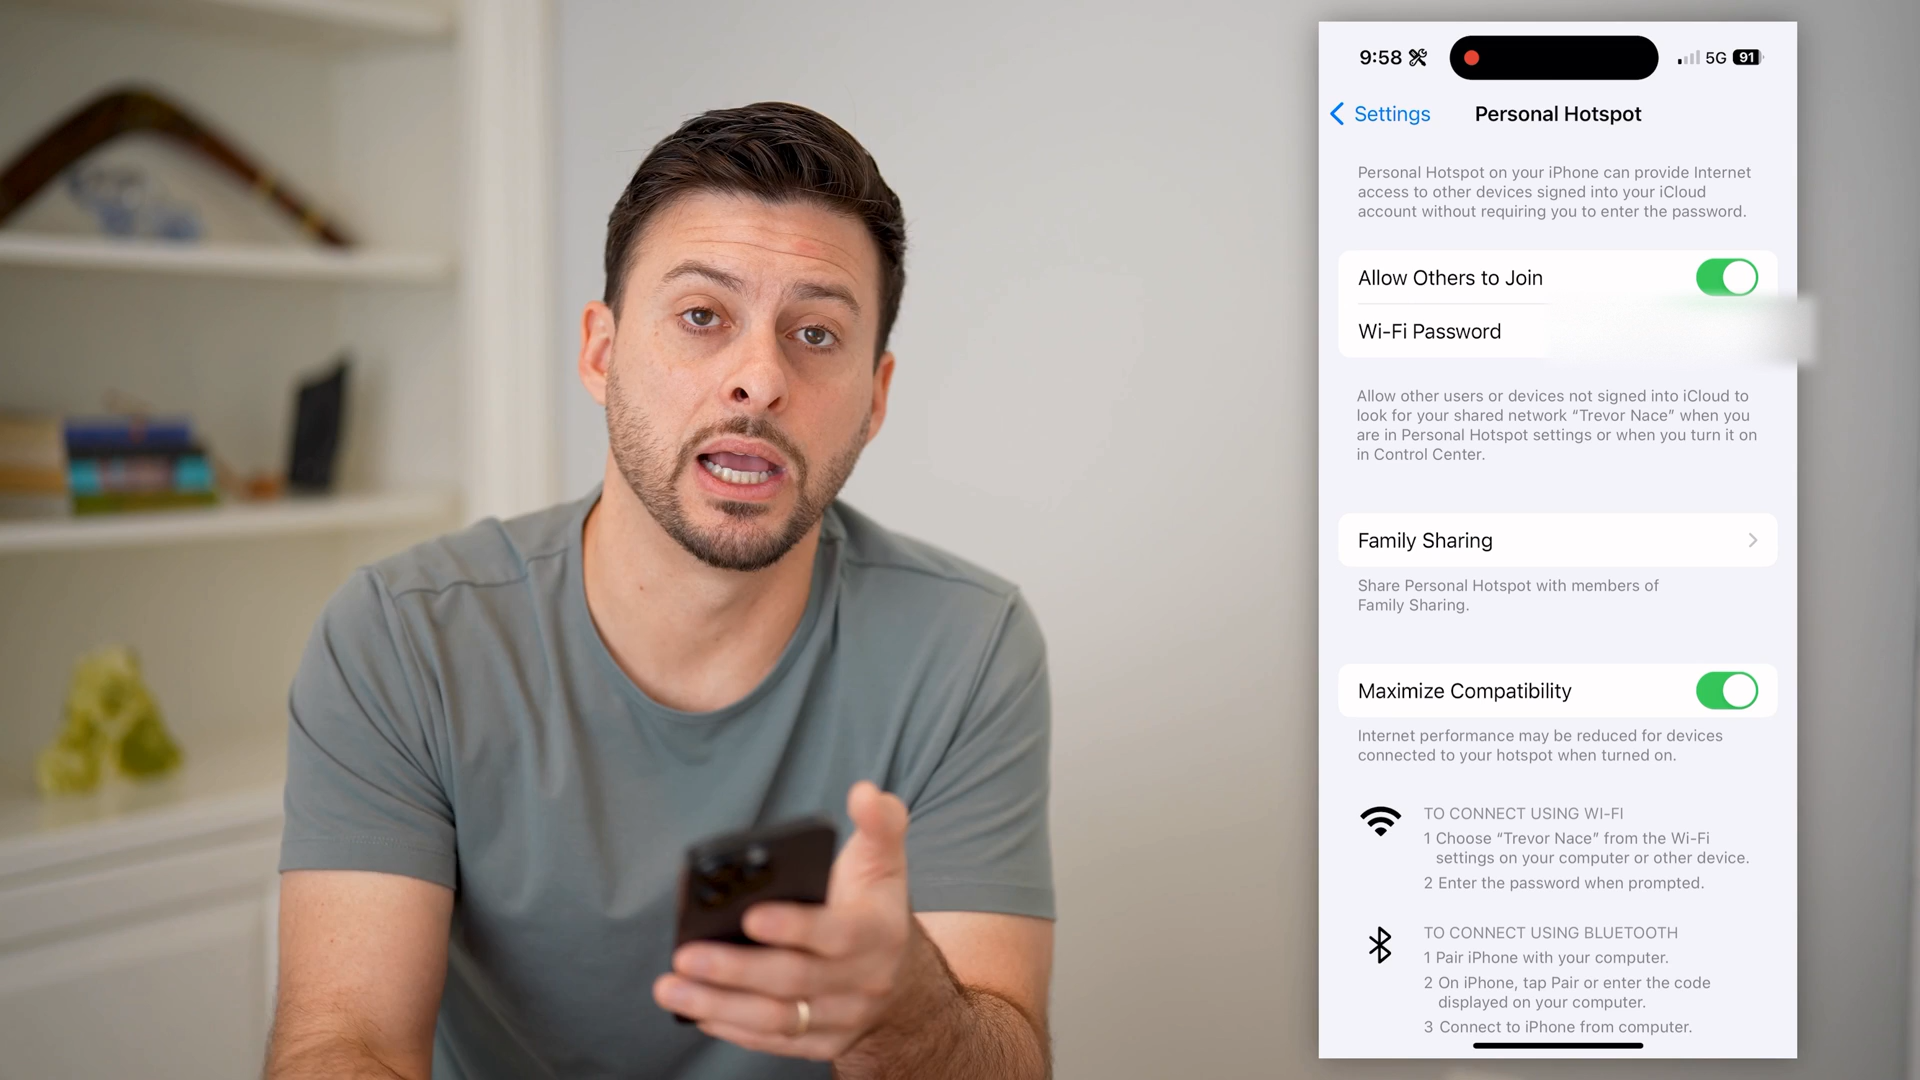 9:58
5G 91
Settings
Personal Hotspot
Personal Hotspot on your iPhone can provide Internet
access to other devices signed into your iCloud
account without requiring you to enter the password.
Allow Others to Join
Wi-Fi Password
Allow other users or devices not signed into iCloud to
look for your shared network “Trevor Nace” when you
are in Personal Hotspot settings or when you turn it on
in Control Center.
Family Sharing
Share Personal Hotspot with members of
Family Sharing.
Maximize Compatibility
Internet performance may be reduced for devices
connected to your hotspot when turned on.
TO CONNECT USING WI-FI
1 Choose “Trevor Nace” from the Wi-Fi
settings on your computer or other device.
2 Enter the password when prompted.
TO CONNECT USING BLUETOOTH
1 Pair iPhone with your computer.
2 On iPhone, tap Pair or enter the code
displayed on your computer.
3 Connect to iPhone from computer.